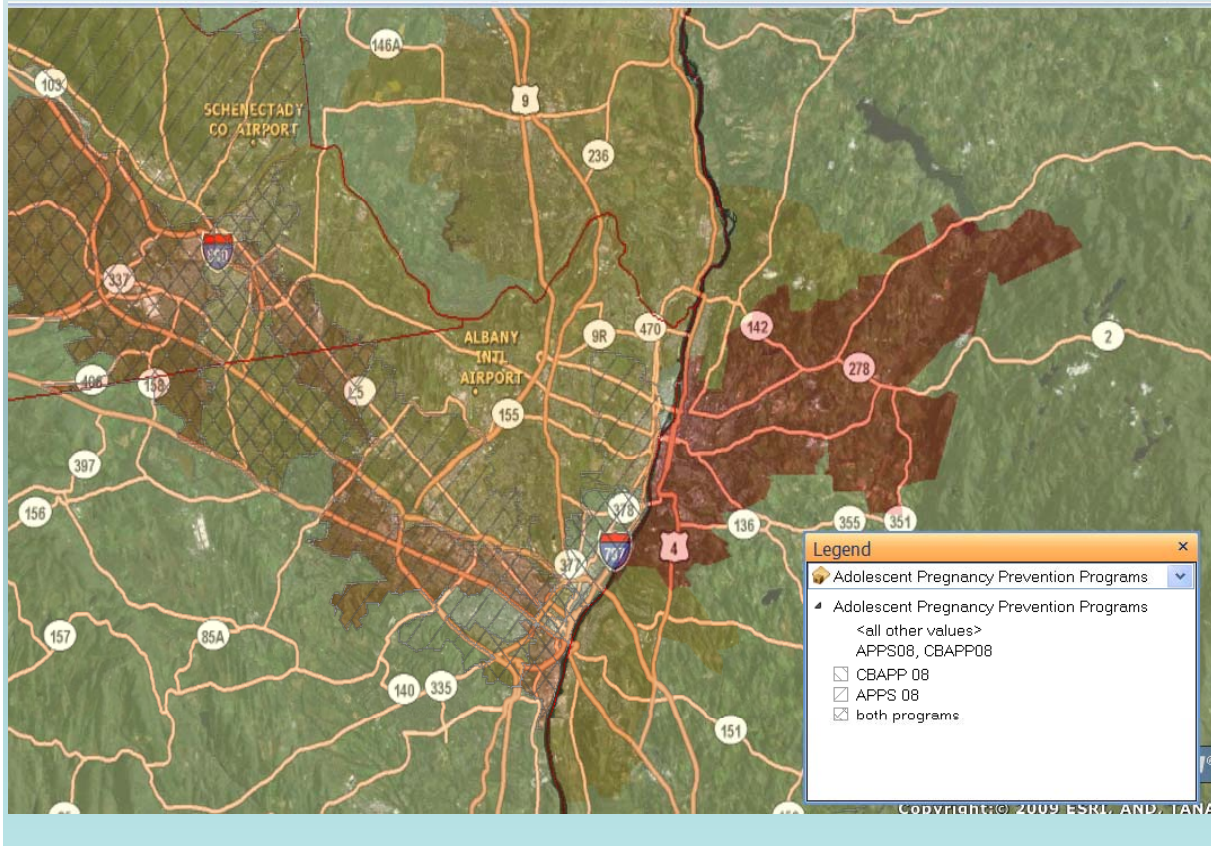 146A
103
SCHENECTADY
CO AIRPORT
9
236
890
337
ALBANY
INTL
AIRPORT
9R
470
142
278
2
406
158
155
397
156
378
136
355
351
787
4
377
157
85A
140
335
151
Legend
Adolescent Pregnancy Prevention Programs
Adolescent Pregnancy Prevention Programs
<all other values>
APPS08, CBAPP08
CBAPP 08
APPS 08
both programs
Copyright:© 2009 ESRI, AND, TANA